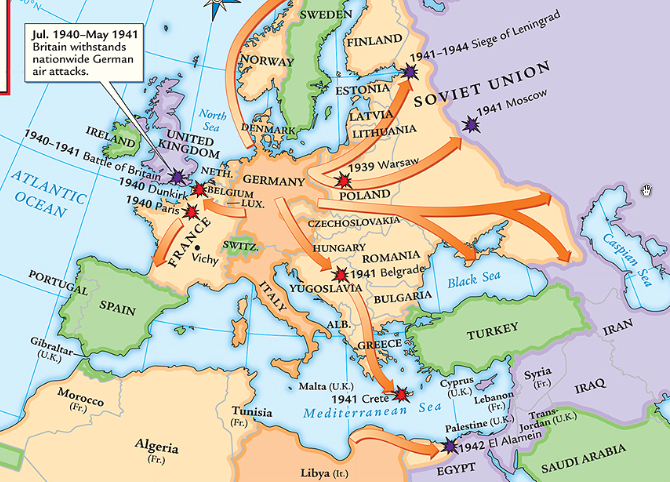 Jul. 1940–May 1941
Britain withstands
nationwide German
air attacks.
SWEDEN
FINLAND
NORWAY
1941–1944 Siege of Leningrad
ESTONIA
SOVIET UNION
1941 Moscow
North
Sea
LATVIA
LITHUANIA
DENMARK
IRELAND
UNITED
KINGDOM
1940–1941 Battle of Britain
NETH.
1939 Warsaw
1940 Dunkirk
BELGIUM
GERMANY
POLAND
ATLANTIC
OCEAN
1940 Paris
LUX.
FRANCE
CZECHOSLOVAKIA
Vichy
SWITZ.
HUNGARY
ROMANIA
1941 Belgrade
YUGOSLAVIA
Black Sea
Caspian Sea
PORTUGAL
SPAIN
ITALY
BULGARIA
ALB.
GREECE
TURKEY
IRAN
Gibraltar
(U.K.)
Malta (U.K.)
1941 Crete
Mediterranean Sea
Cyprus
(U.K.)
Syria
(Fr.)
Lebanon
(Fr.)
IRAQ
Morocco
(Fr.)
Tunisia
(Fr.)
Palestine (U.K.)
Trans-
Jordan (U.K.)
1942 El Alamein
Algeria
(Fr.)
Libya (It.)
EGYPT
SAUDI ARABIA